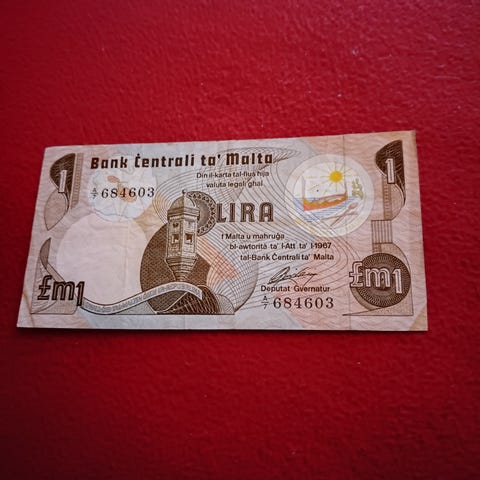 Bank Ċentrali ta' Malta
1
1
Din il-karta tal-flus hija
valuta legali għal
A/7 684603
LIRA
f'Malta u maħruġa
bl-awtorità ta' l-Att ta' l-1967
tal-Bank Ċentrali ta' Malta
£m1
£m1
Deputat Gvernatur
A/7 684603